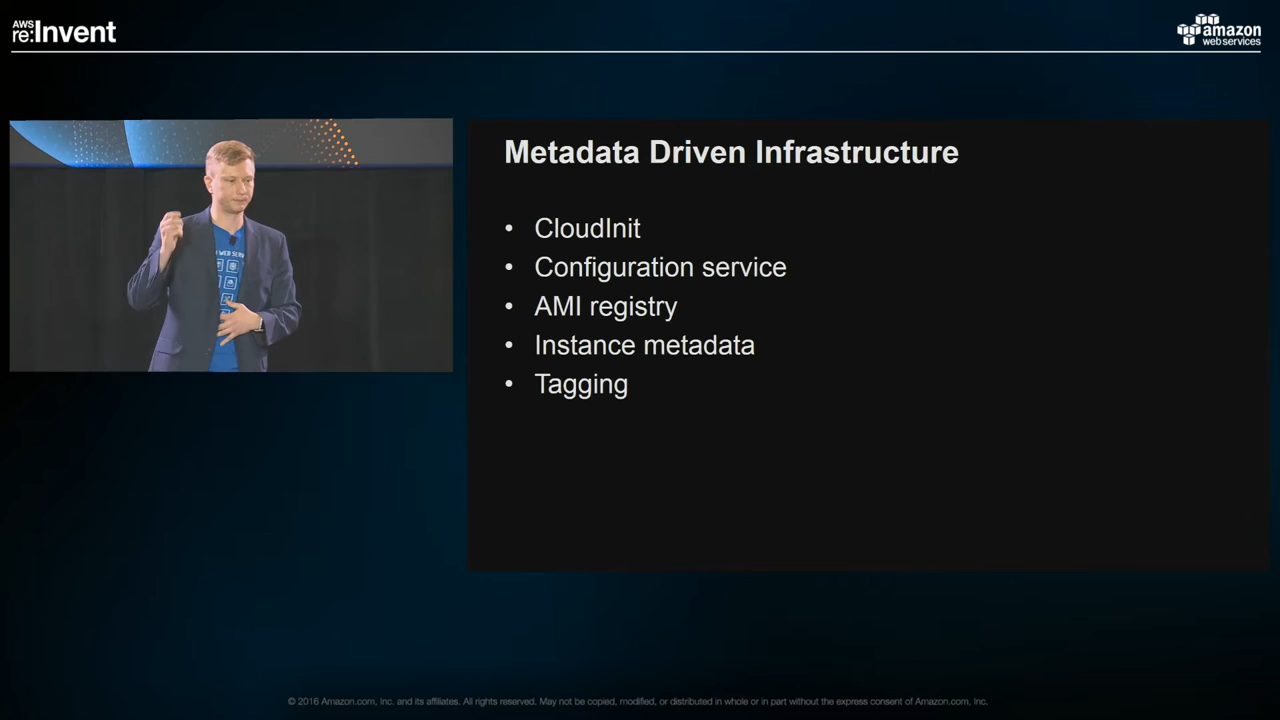 AWS
re:Invent
amazon
web services
WEB SERV
Metadata Driven Infrastructure
• CloudInit
• Configuration service
• AMI registry
• Instance metadata
• Tagging
© 2016 Amazon.com, Inc. and its affiliates. All rights reserved. May not be copied, modified, or distributed in whole or in part without the express consent of Amazon.com, Inc.